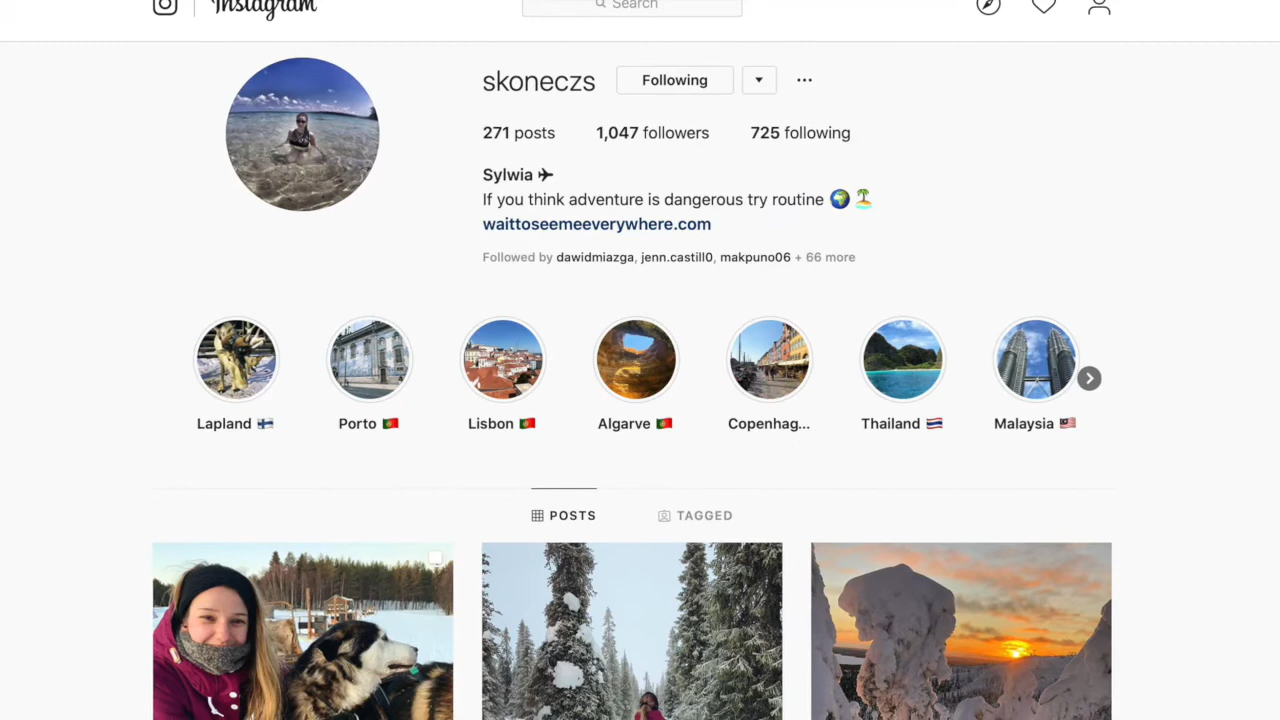 Instagram
Search
skoneczs
Following
271 posts
1,047 followers
725 following
Sylwia ✈
If you think adventure is dangerous try routine 🌍 🏝️
waittoseemeeverywhere.com
Followed by dawidmiazga, jenn.castill0, makpuno06 + 66 more
Lapland 🇫🇮
Porto 🇵🇹
Lisbon 🇵🇹
Algarve 🇵🇹
Copenhag...
Thailand 🇹🇭
Malaysia 🇲🇾
POSTS
TAGGED